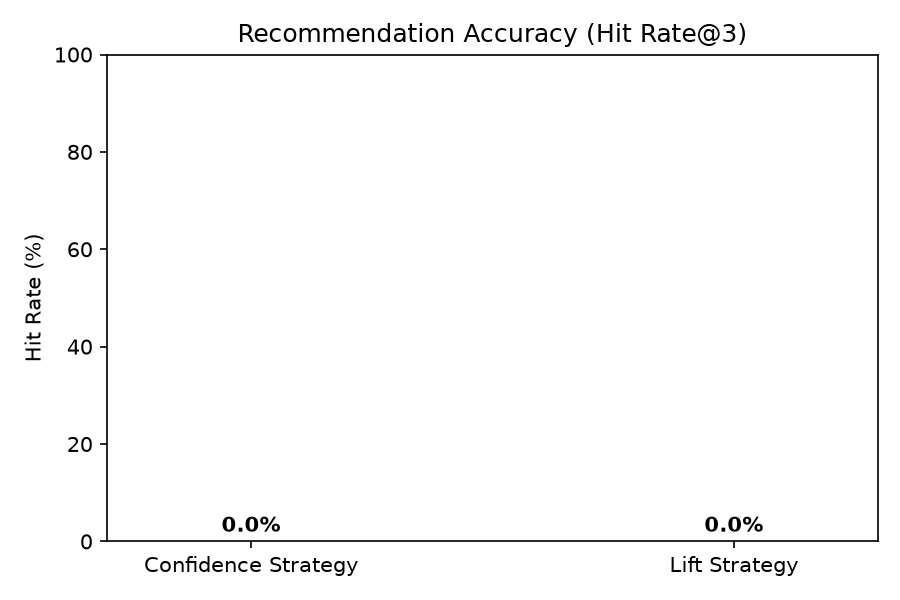 Recommendation Accuracy (Hit Rate@3)
100
80
60
40
20
0
Hit Rate (%)
0.0%
0.0%
Confidence Strategy
Lift Strategy